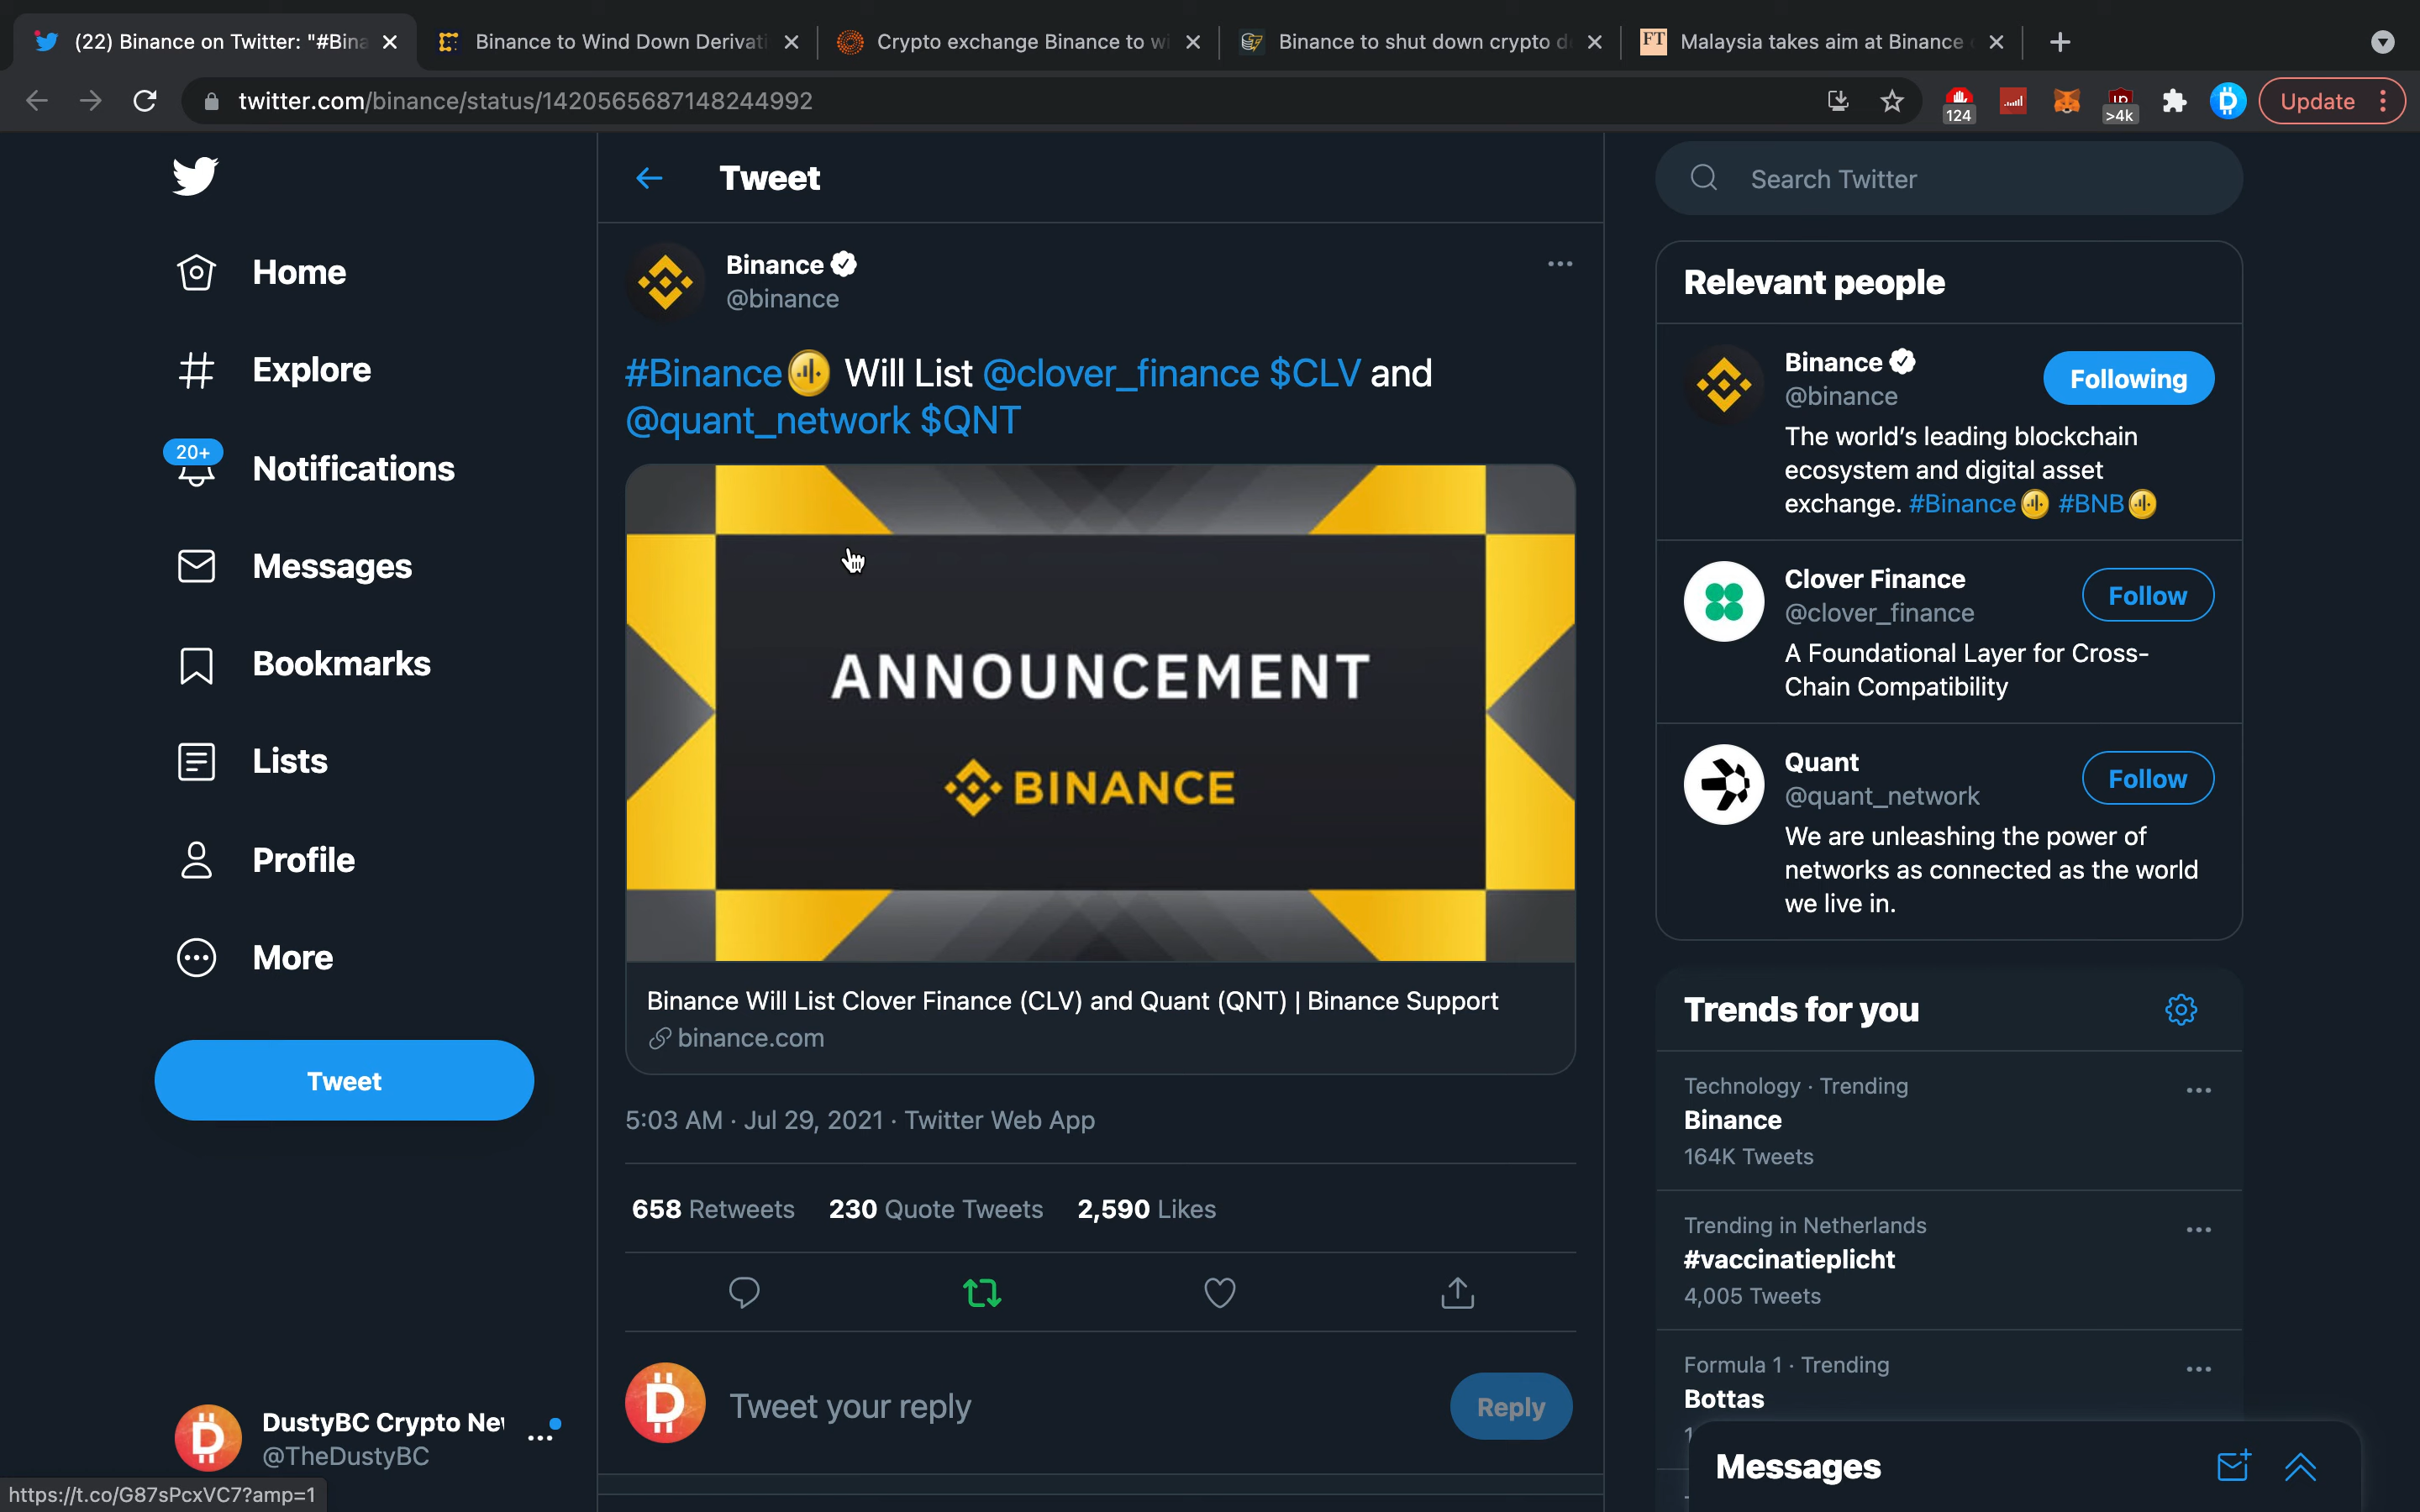 (22) Binance on Twitter: "#Bina
Binance to Wind Down Derivati
Crypto exchange Binance to wi
Binance to shut down crypto d
FT
Malaysia takes aim at Binance
twitter.com/binance/status/1420565687148244992
124
>4k
Update
Home
Explore
20+
Notifications
Messages
Bookmarks
Lists
Profile
More
Tweet
DustyBC Crypto Ne
@TheDustyBC
https://t.co/G87sPcxVC7?amp=1
Tweet
Binance
@binance
#Binance Will List @clover_finance $CLV and
@quant_network $QNT
ANNOUNCEMENT
BINANCE
Binance Will List Clover Finance (CLV) and Quant (QNT) | Binance Support
binance.com
5:03 AM · Jul 29, 2021 · Twitter Web App
658 Retweets 230 Quote Tweets 2,590 Likes
Tweet your reply
Reply
Search Twitter
Relevant people
Binance
@binance
Following
The world's leading blockchain
ecosystem and digital asset
exchange. #Binance #BNB
Clover Finance
@clover_finance
Follow
A Foundational Layer for Cross-
Chain Compatibility
Quant
@quant_network
Follow
We are unleashing the power of
networks as connected as the world
we live in.
Trends for you
Technology · Trending
Binance
164K Tweets
Trending in Netherlands
#vaccinatieplicht
4,005 Tweets
Formula 1 · Trending
Bottas
Messages